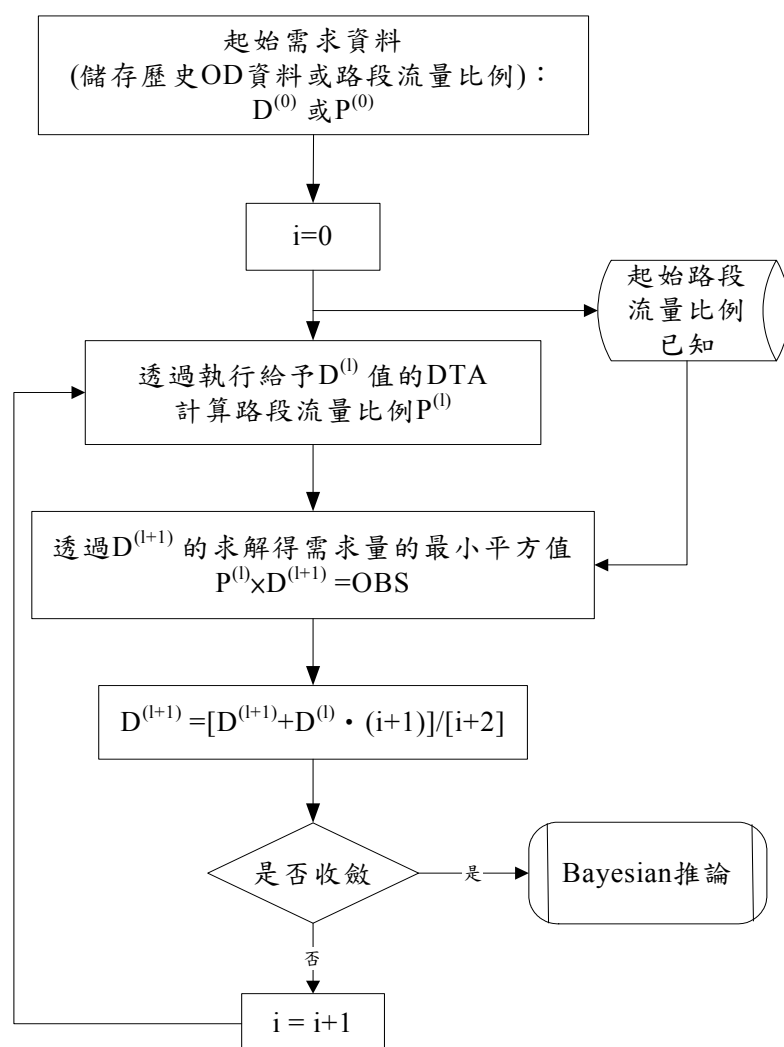 起始需求資料
(儲存歷史OD資料或路段流量比例)：
D⁽⁰⁾ 或P⁽⁰⁾
i=0
起始路段
流量比例
已知
透過執行給予D⁽ˡ⁾ 值的DTA
計算路段流量比例P⁽ˡ⁾
透過D⁽ˡ⁺¹⁾ 的求解得需求量的最小平方值
P⁽ˡ⁾×D⁽ˡ⁺¹⁾ =OBS
D⁽ˡ⁺¹⁾ =[D⁽ˡ⁺¹⁾+D⁽ˡ⁾・(i+1)]/[i+2]
是否收斂
是
Bayesian推論
否
i = i+1